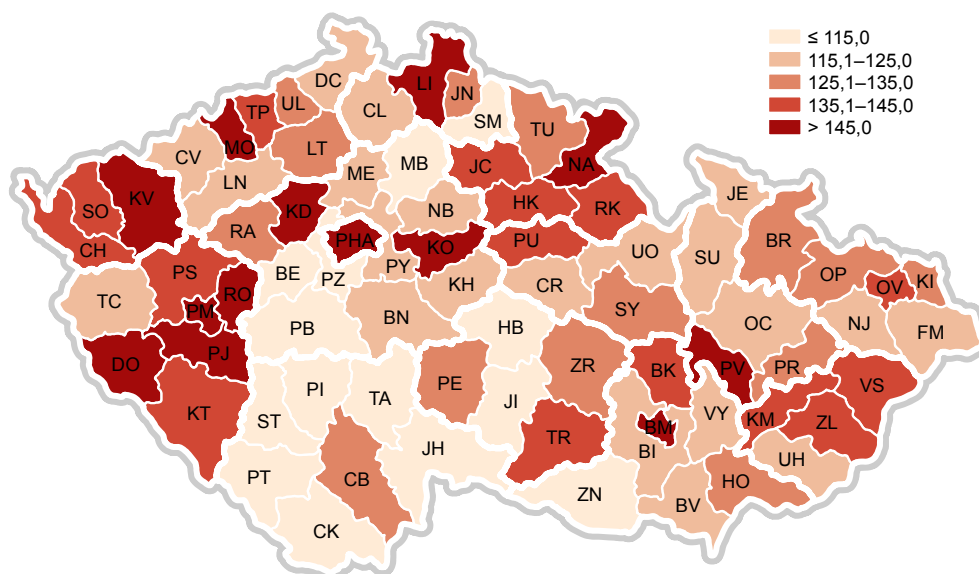 ≤ 115,0
115,1–125,0
125,1–135,0
135,1–145,0
> 145,0
DC
LI
JN
TP
UL
CL
SM
TU
MO
LT
CV
MB
NA
ME
JC
LN
KV
SO
KD
NB
HK
RK
JE
RA
PHA
KO
PU
CH
BR
UO
SU
PS
BE
PZ
PY
OP
KI
OV
TC
RO
KH
CR
PM
BN
SY
PB
HB
OC
NJ
FM
PJ
DO
ZR
BK
PV
PR
PE
VS
PI
TA
JI
KT
ST
VY
KM
ZL
TR
BM
JH
BI
UH
PT
CB
HO
ZN
BV
CK